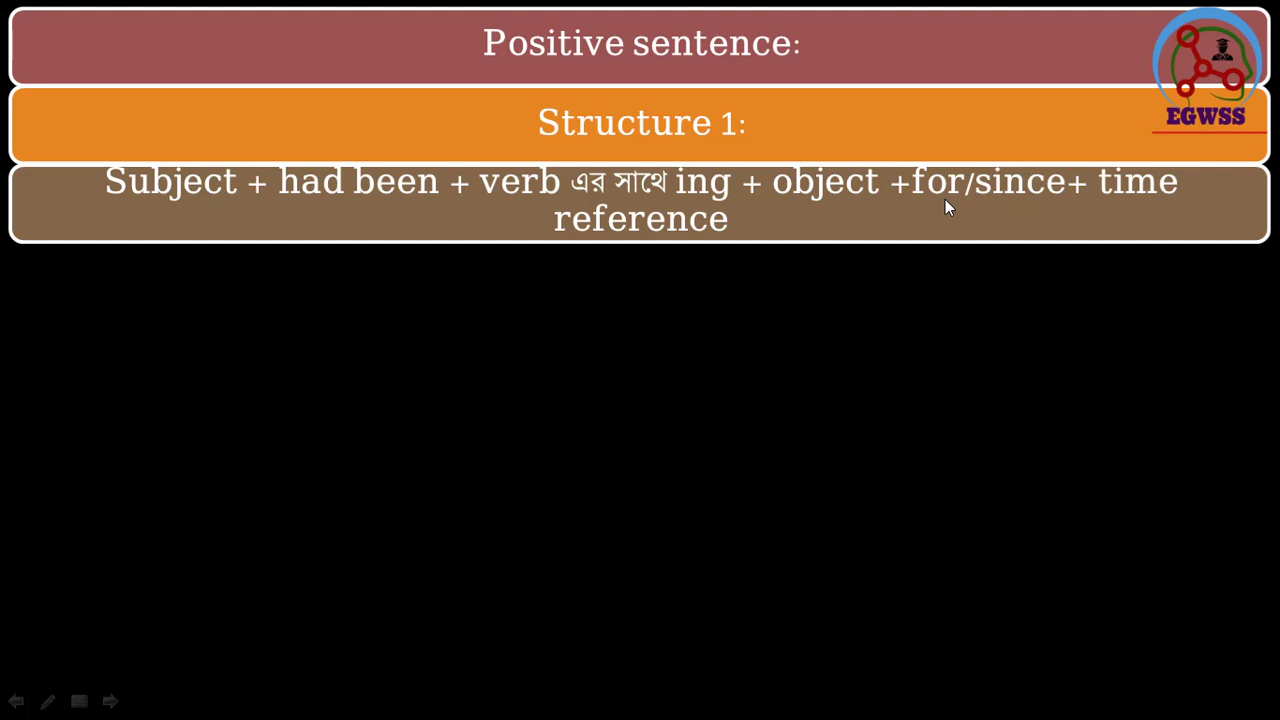 Positive sentence:
Structure 1:
Subject + had been + verb এর সাথে ing + object +for/since+ time
reference
EGWSS